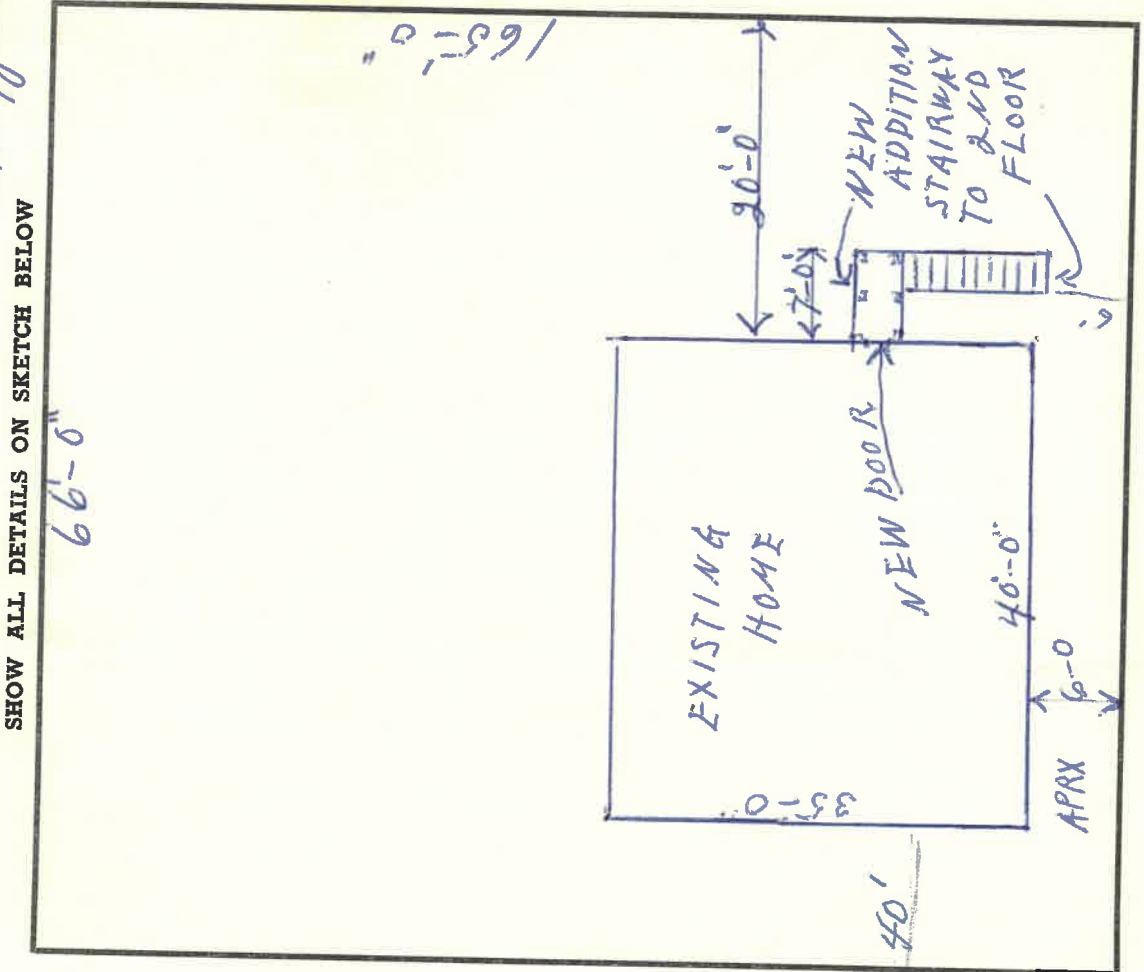 SHOW ALL DETAILS ON SKETCH BELOW
66'-0"
165'-0"
20'-0"
7'-0"
NEW
ADDITION
STAIRWAY
TO 2ND
FLOOR
EXISTING
HOME
NEW DOOR
35'-0
40'-0"
40'
APRX 6-0